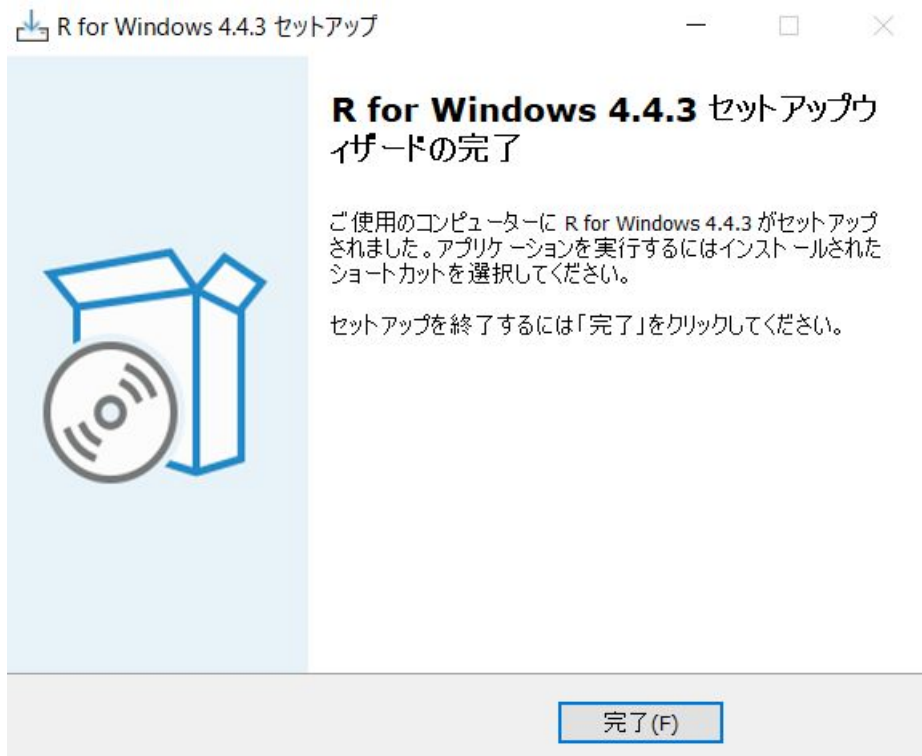 R for Windows 4.4.3 セットアップ
R for Windows 4.4.3 セットアップウ
ィザードの完了
ご使用のコンピューターに R for Windows 4.4.3 がセットアップ
されました。アプリケーションを実行するにはインストールされた
ショートカットを選択してください。
セットアップを終了するには「完了」をクリックしてください。
完了(F)